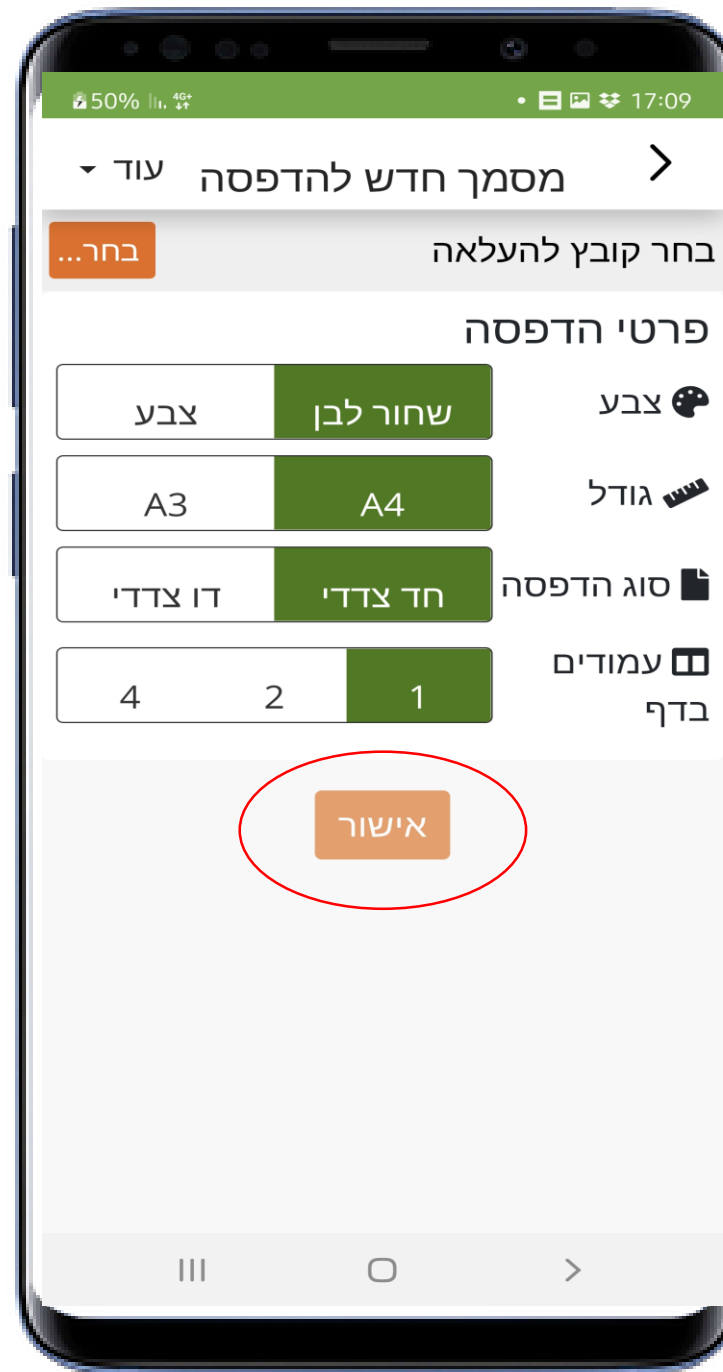 50% 4G+ 17:09
מסמך חדש להדפסה עוד
בחר קובץ להעלאה בחר...
פרטי הדפסה
צבע שחור לבן צבע
גודל A4 A3
סוג הדפסה חד צדדי דו צדדי
עמודים
בדף 1 2 4
אישור